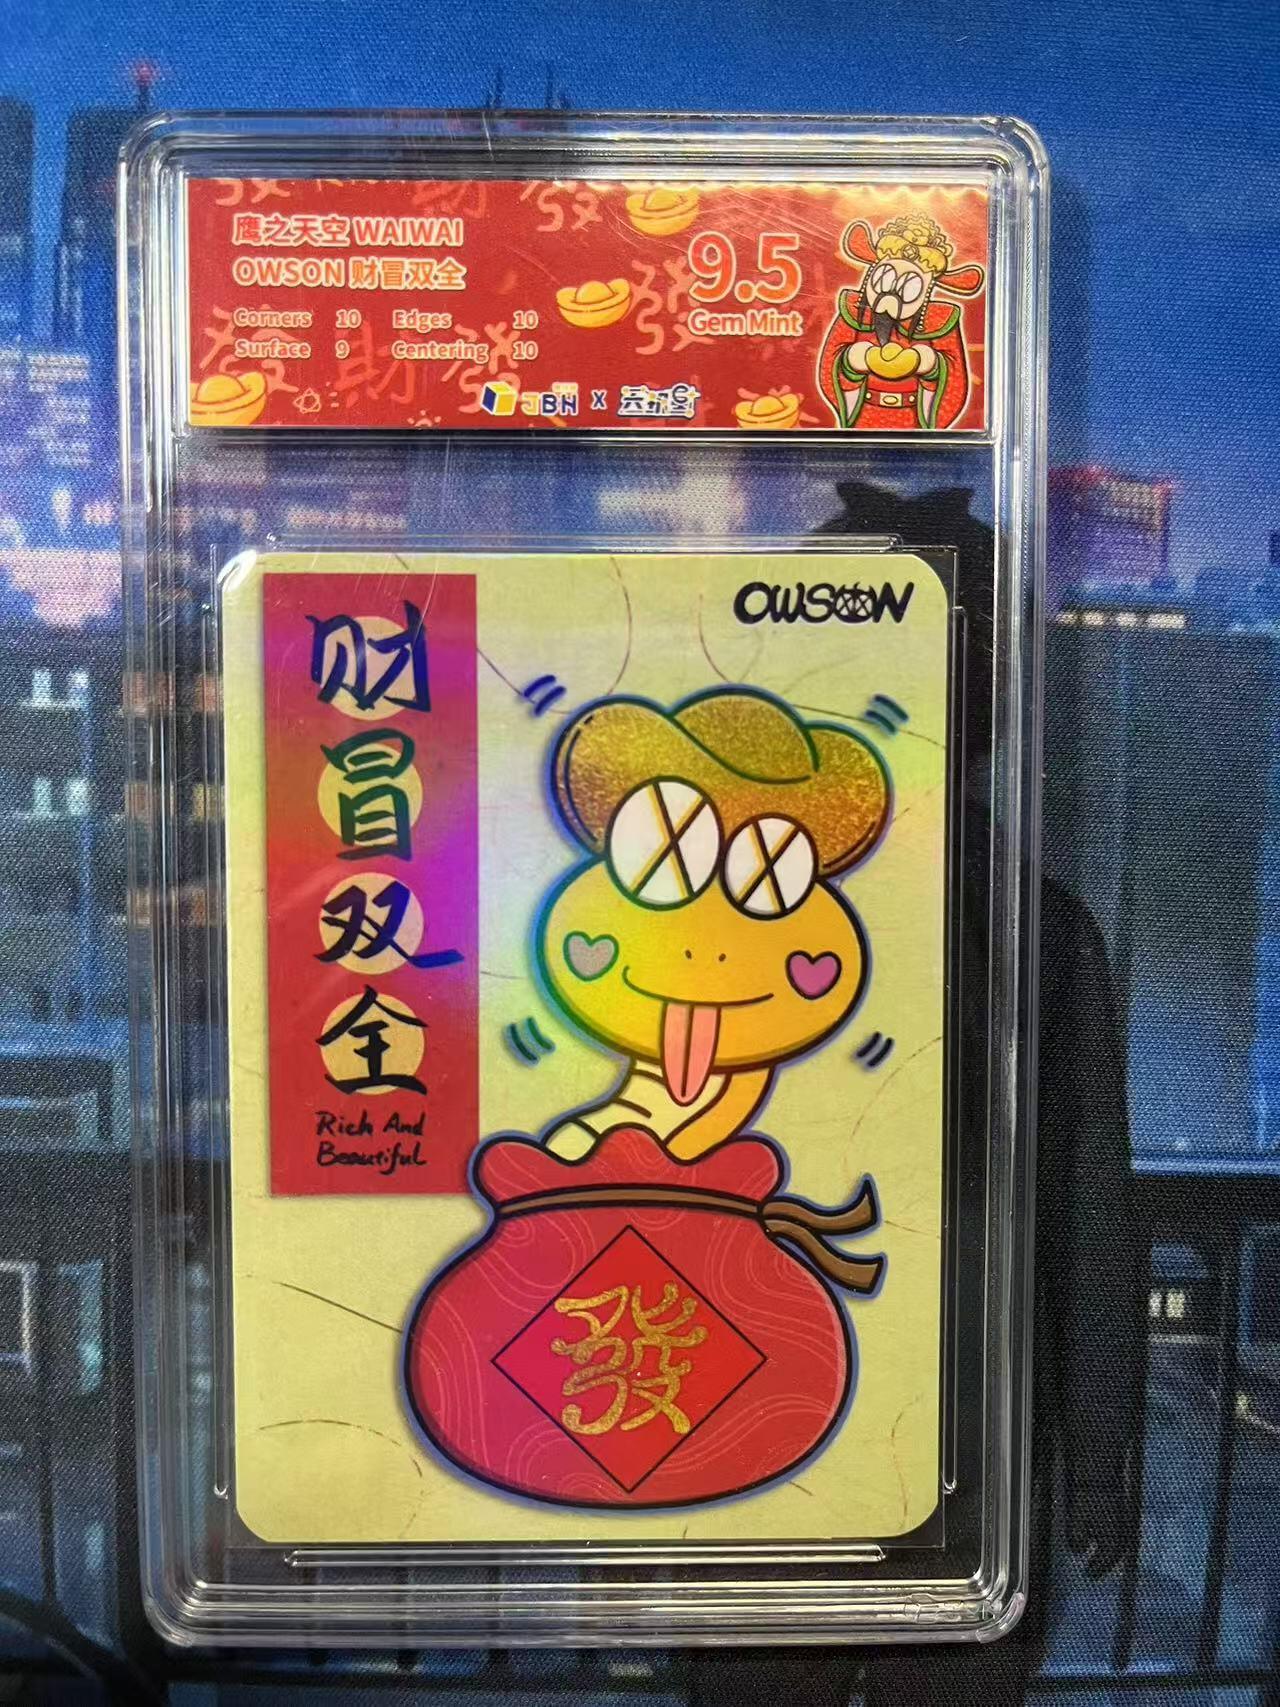 鹰之天空 WAIWAI
OWSON 财冒双全
Corners 10 Edges 10
Surface 9 Centering 10
9.5
Gem Mint
JBH X
OWSON
财
冒
双
全
Rich And
Beautiful
發